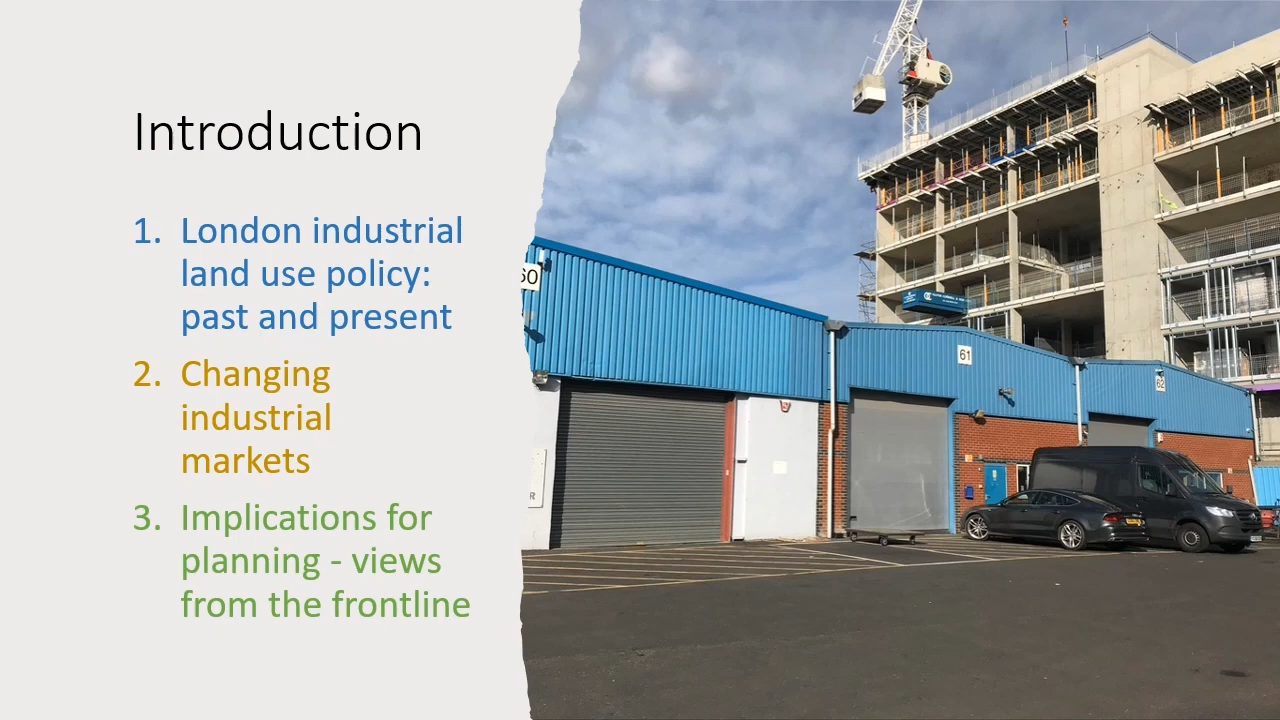 Introduction
1. London industrial
land use policy:
past and present
2. Changing
industrial
markets
3. Implications for
planning - views
from the frontline
60
61
62
R